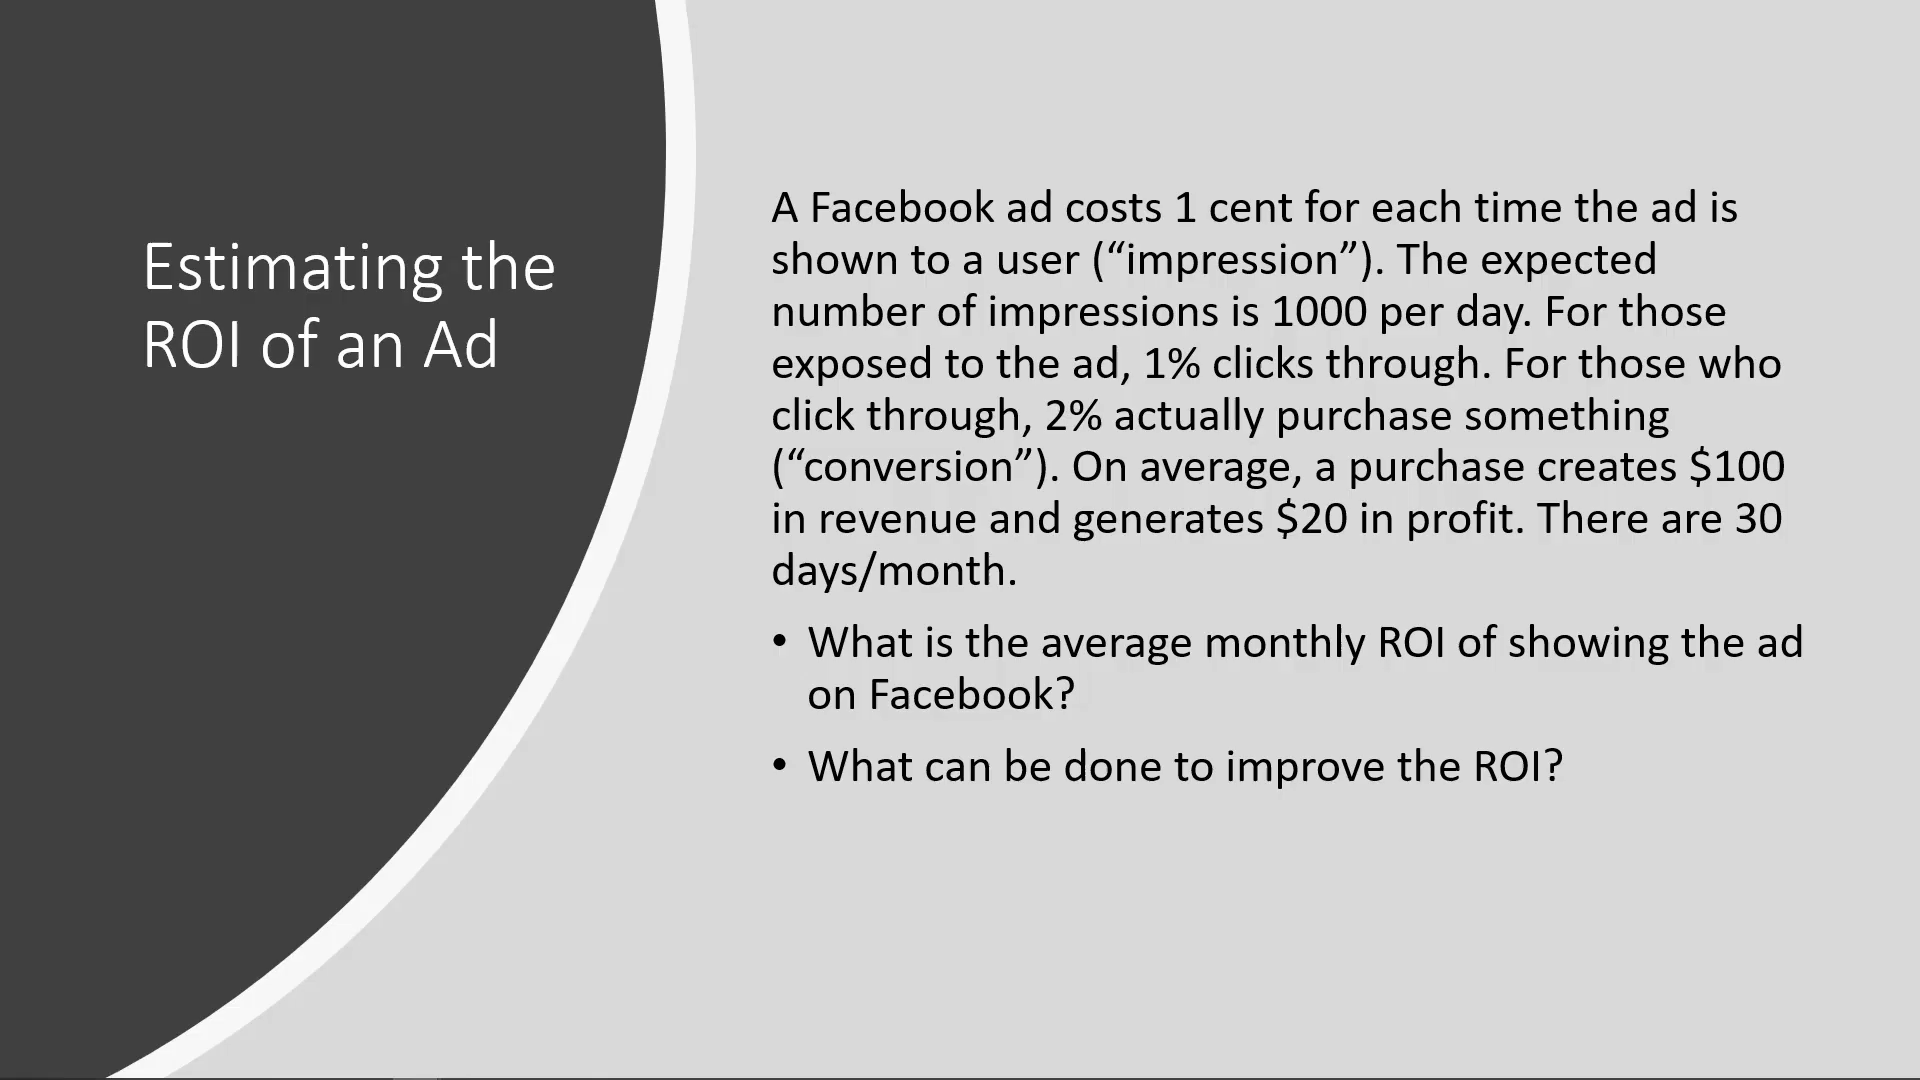 Estimating the
ROI of an Ad
A Facebook ad costs 1 cent for each time the ad is
shown to a user (“impression”). The expected
number of impressions is 1000 per day. For those
exposed to the ad, 1% clicks through. For those who
click through, 2% actually purchase something
(“conversion”). On average, a purchase creates $100
in revenue and generates $20 in profit. There are 30
days/month.
• What is the average monthly ROI of showing the ad
on Facebook?
• What can be done to improve the ROI?